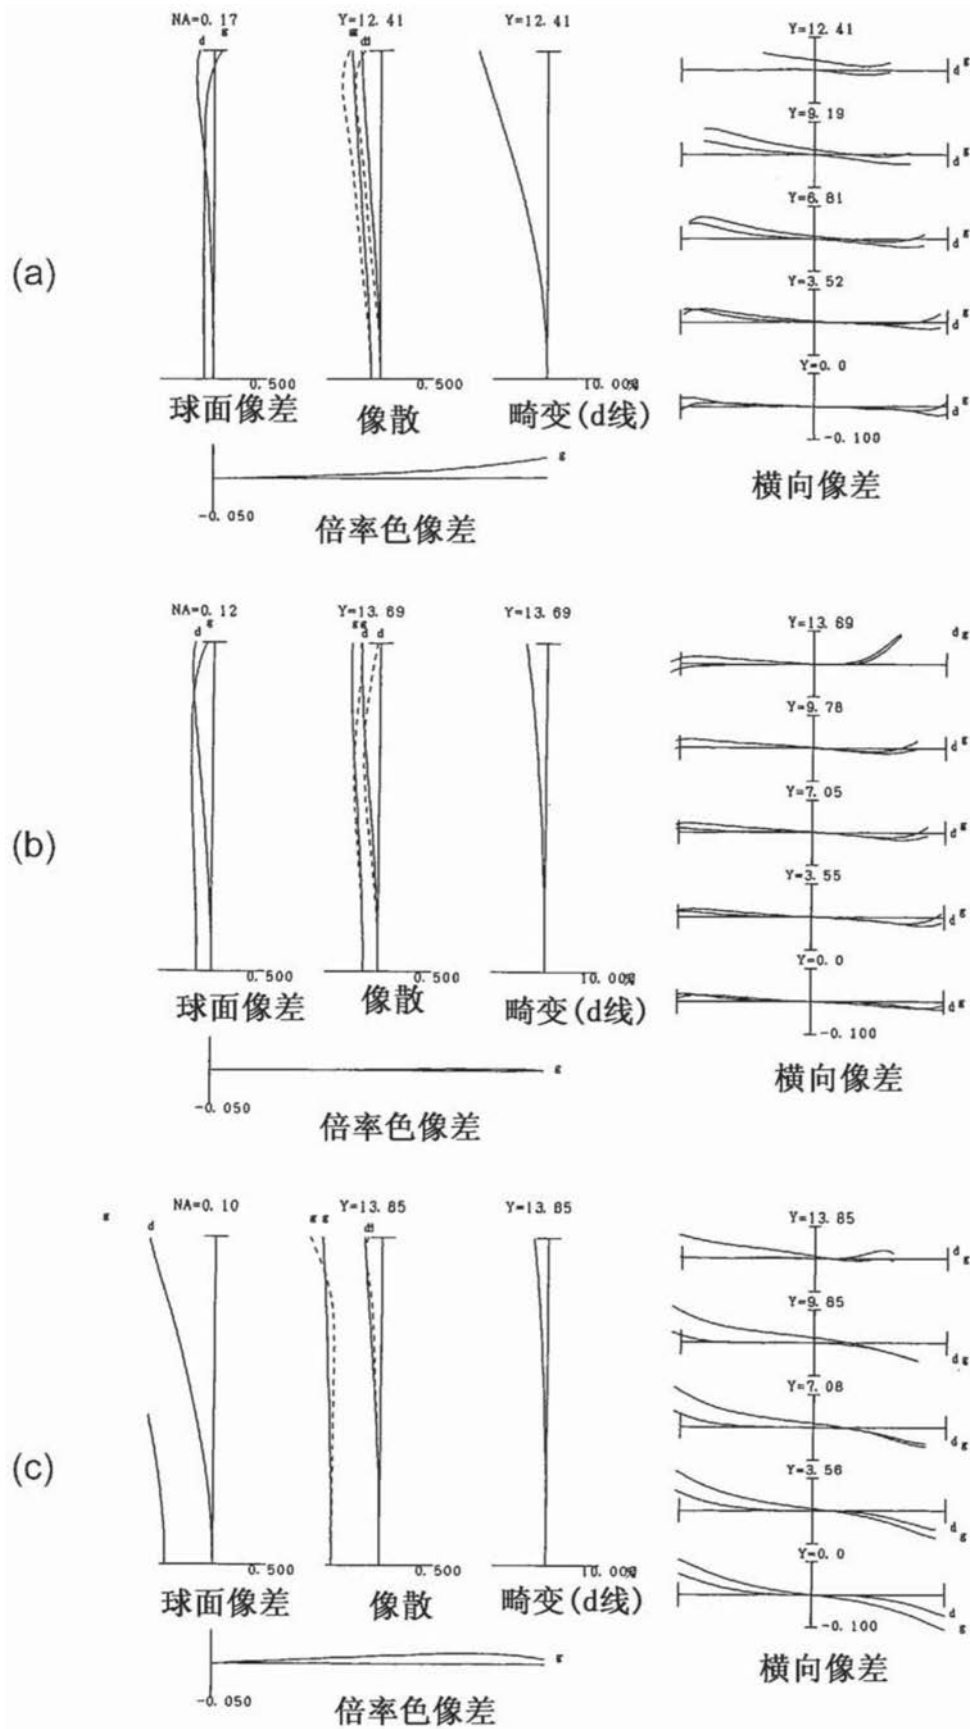 (a)
NA=0.17
d g
0.500
球面像差
Y=12.41
g d
0.500
像散
Y=12.41
10.00%
畸变(d线)
g
-0.050
倍率色像差
Y=12.41
d g
Y=9.19
d g
Y=6.81
d g
Y=3.52
d g
Y=0.0
d g
-0.100
横向像差
(b)
NA=0.12
d g
0.500
球面像差
Y=13.69
g g
d d
0.500
像散
Y=13.69
10.00%
畸变(d线)
g
-0.050
倍率色像差
Y=13.69
d g
Y=9.78
d g
Y=7.05
d g
Y=3.55
d g
Y=0.0
d g
-0.100
横向像差
(c)
NA=0.10
g d
0.500
球面像差
Y=13.85
g g
d
0.500
像散
Y=13.85
10.00%
畸变(d线)
g
-0.050
倍率色像差
Y=13.85
d g
Y=9.85
d g
Y=7.08
d g
Y=3.56
d g
Y=0.0
d
g
-0.100
横向像差